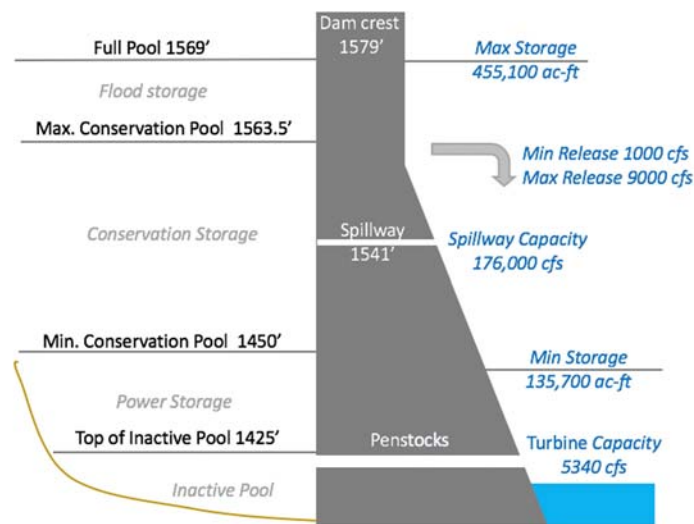 Dam crest
1579’
Full Pool 1569’
Max Storage
455,100 ac-ft
Flood storage
Max. Conservation Pool 1563.5’
Min Release 1000 cfs
Max Release 9000 cfs
Conservation Storage
Spillway
1541’
Spillway Capacity
176,000 cfs
Min. Conservation Pool 1450’
Min Storage
135,700 ac-ft
Power Storage
Top of Inactive Pool 1425’
Penstocks
Turbine Capacity
5340 cfs
Inactive Pool